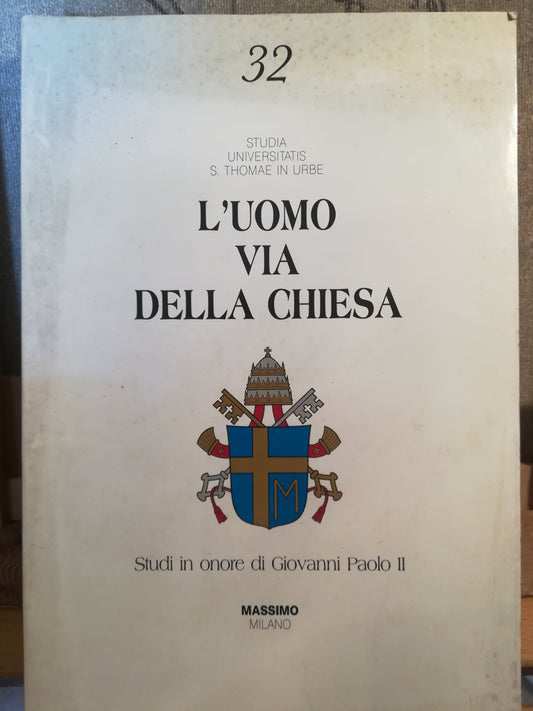 32
STUDIA
UNIVERSITATIS
S. THOMAE IN URBE
L'UOMO
VIA
DELLA CHIESA
M
Studi in onore di Giovanni Paolo II
MASSIMO
MILANO